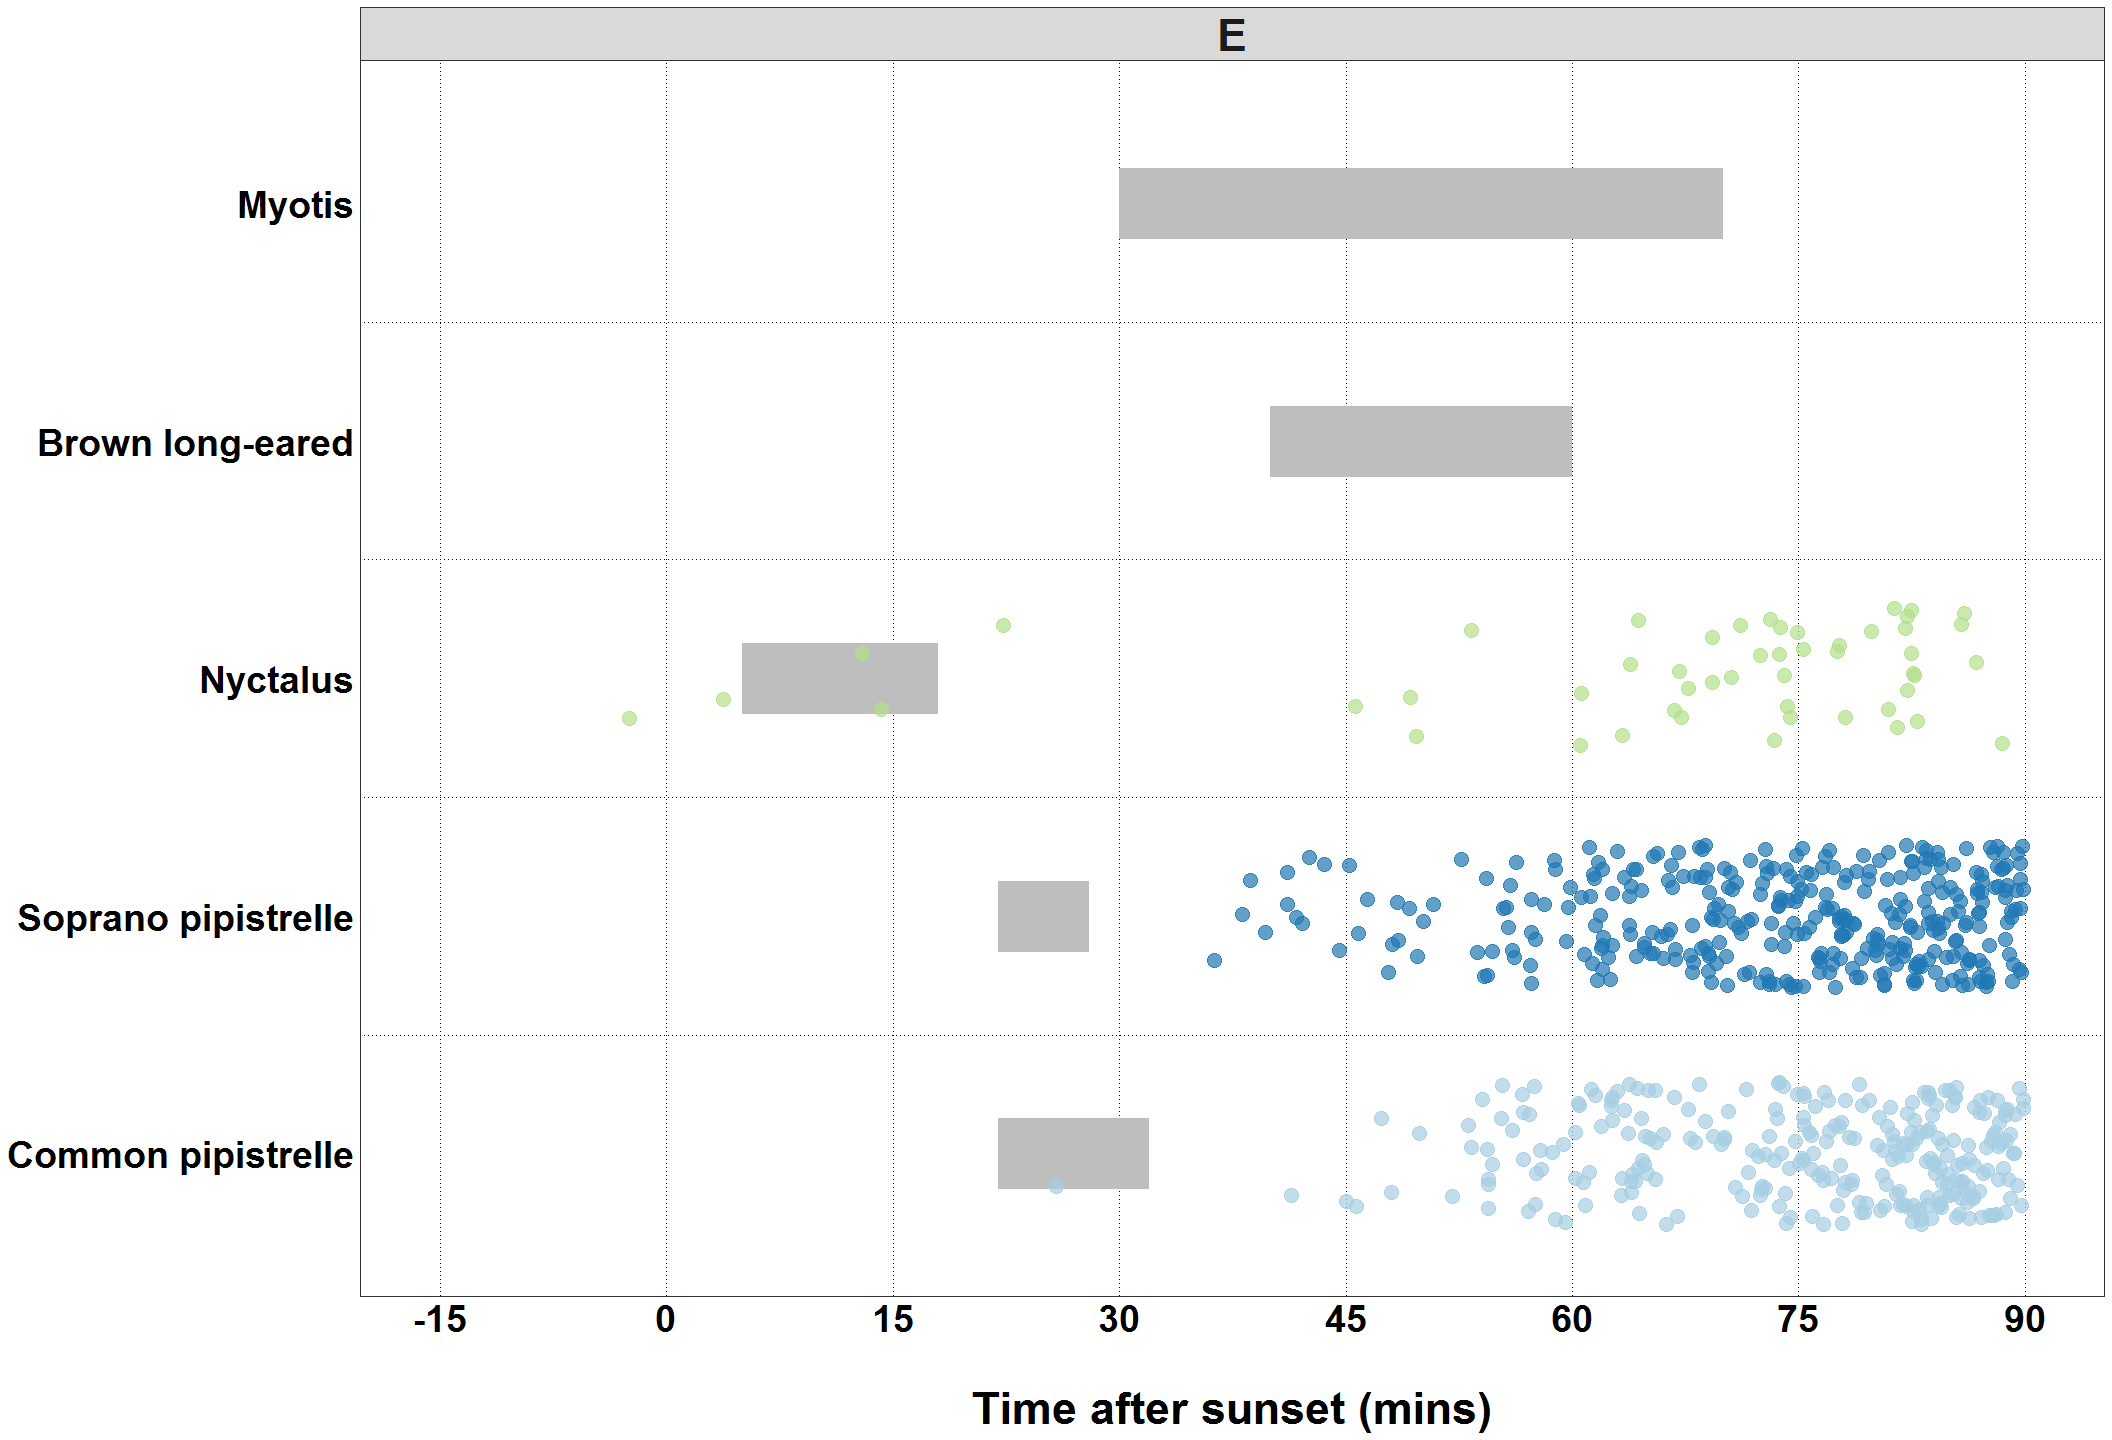 E
Myotis
Brown long-eared
Nyctalus
Soprano pipistrelle
Common pipistrelle
-15 0 15 30 45 60 75 90
Time after sunset (mins)